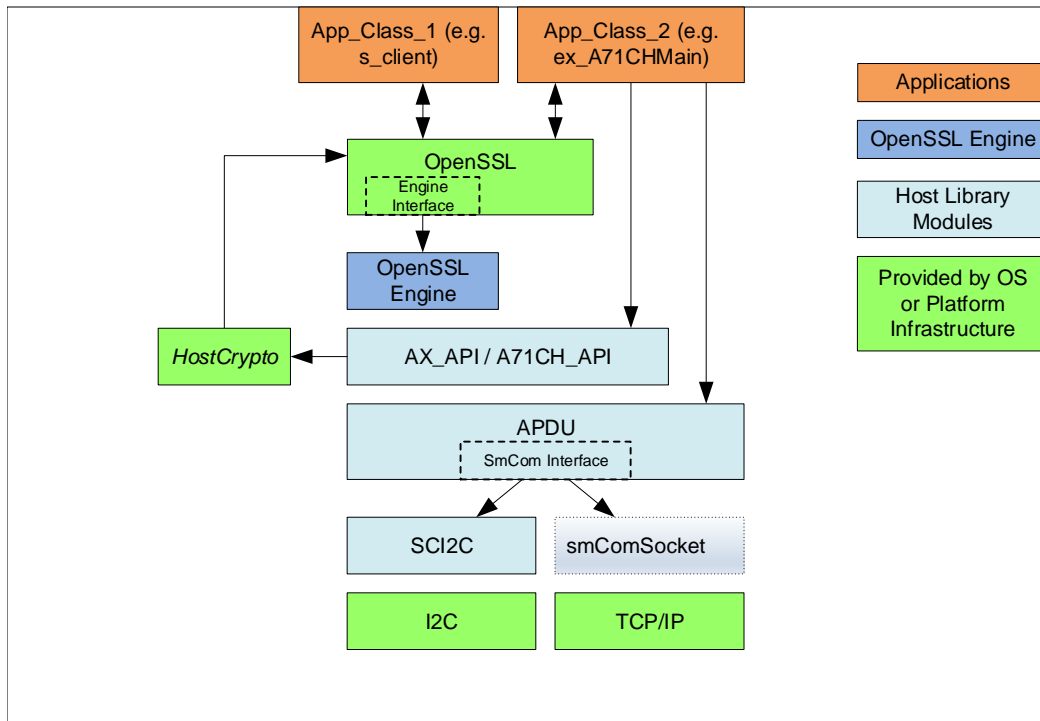 App_Class_1 (e.g.
s_client)
App_Class_2 (e.g.
ex_A71CHMain)
OpenSSL
Engine
Interface
OpenSSL
Engine
HostCrypto
AX_API / A71CH_API
APDU
SmCom Interface
SCI2C
smComSocket
I2C
TCP/IP
Applications
OpenSSL Engine
Host Library
Modules
Provided by OS
or Platform
Infrastructure